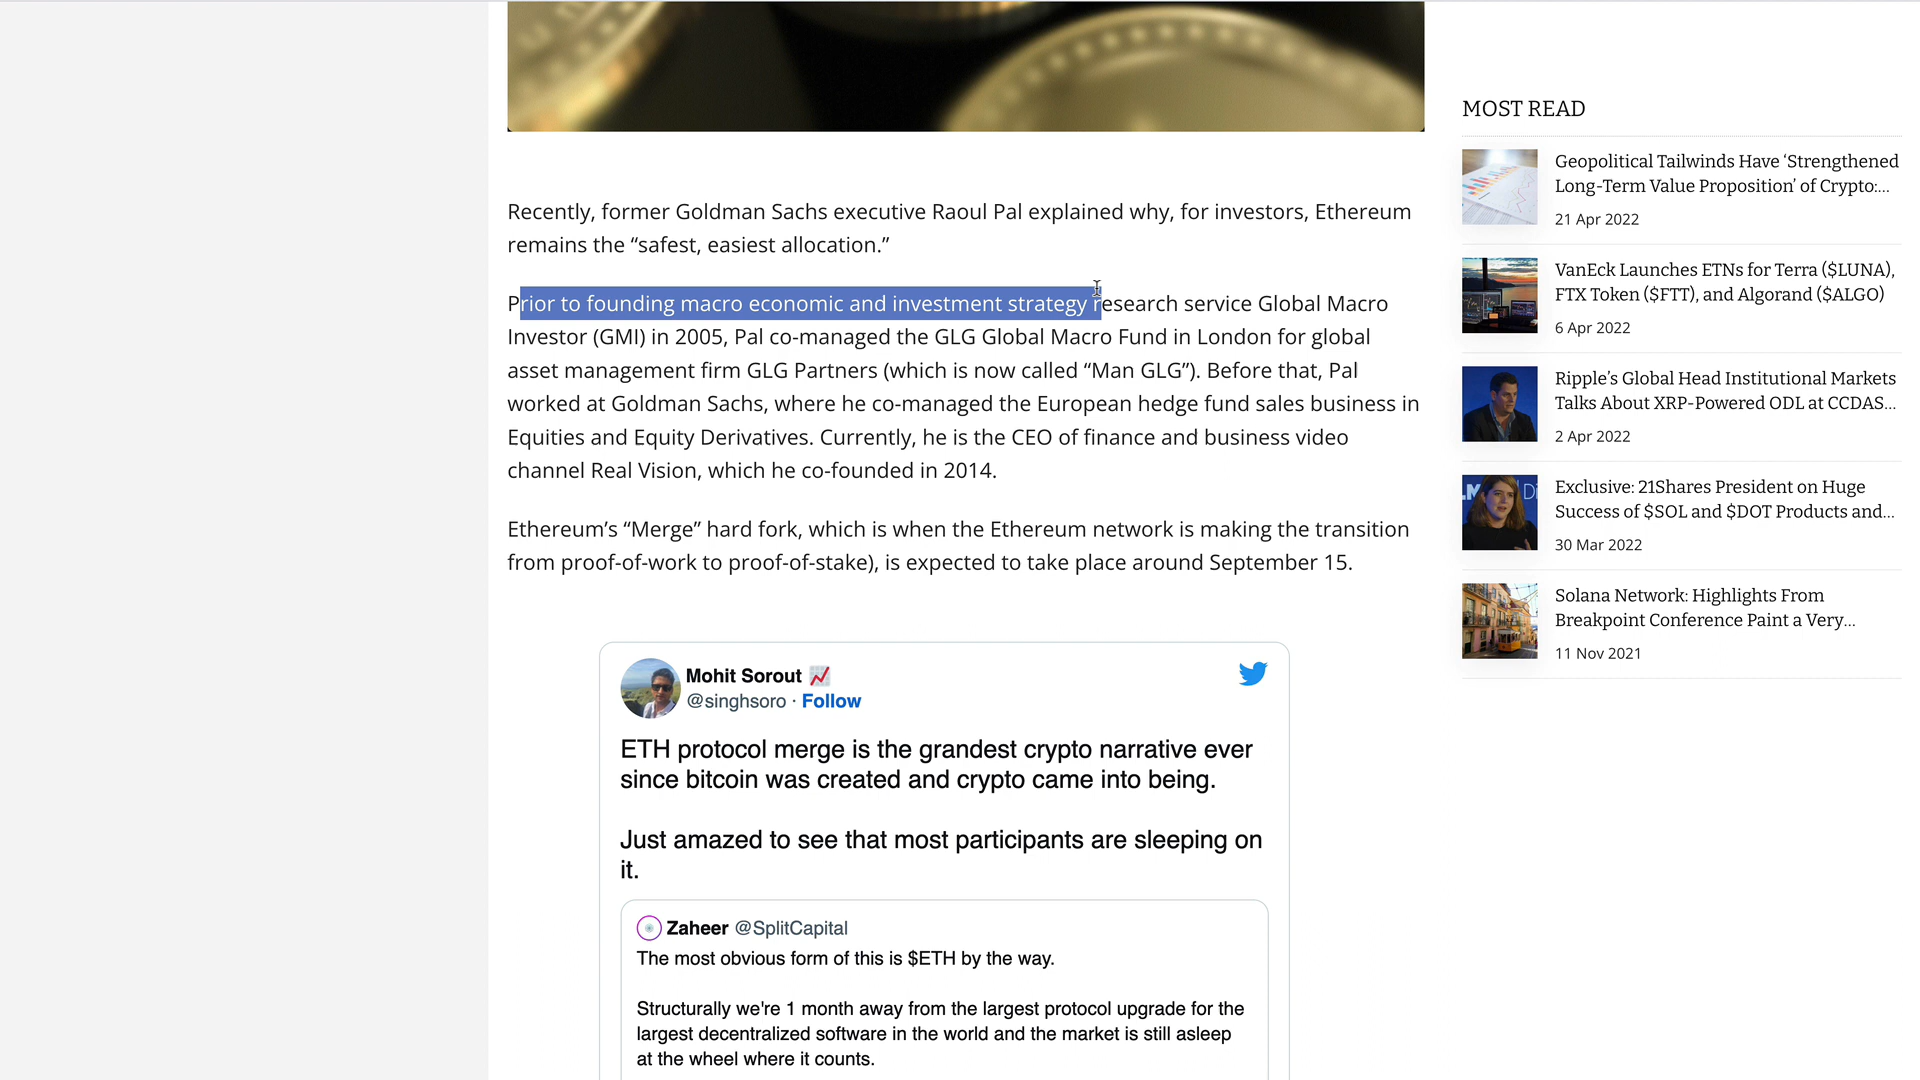 Recently, former Goldman Sachs executive Raoul Pal explained why, for investors, Ethereum
remains the “safest, easiest allocation.”
Prior to founding macro economic and investment strategy research service Global Macro
Investor (GMI) in 2005, Pal co-managed the GLG Global Macro Fund in London for global
asset management firm GLG Partners (which is now called “Man GLG”). Before that, Pal
worked at Goldman Sachs, where he co-managed the European hedge fund sales business in
Equities and Equity Derivatives. Currently, he is the CEO of finance and business video
channel Real Vision, which he co-founded in 2014.
Ethereum’s “Merge” hard fork, which is when the Ethereum network is making the transition
from proof-of-work to proof-of-stake), is expected to take place around September 15.
Mohit Sorout
@singhsoro · Follow
ETH protocol merge is the grandest crypto narrative ever
since bitcoin was created and crypto came into being.
Just amazed to see that most participants are sleeping on
it.
Zaheer @SplitCapital
The most obvious form of this is $ETH by the way.
Structurally we're 1 month away from the largest protocol upgrade for the
largest decentralized software in the world and the market is still asleep
at the wheel where it counts.
MOST READ
Geopolitical Tailwinds Have ‘Strengthened
Long-Term Value Proposition’ of Crypto:...
21 Apr 2022
VanEck Launches ETNs for Terra ($LUNA),
FTX Token ($FTT), and Algorand ($ALGO)
6 Apr 2022
Ripple’s Global Head Institutional Markets
Talks About XRP-Powered ODL at CCDAS...
2 Apr 2022
Exclusive: 21Shares President on Huge
Success of $SOL and $DOT Products and...
30 Mar 2022
Solana Network: Highlights From
Breakpoint Conference Paint a Very...
11 Nov 2021